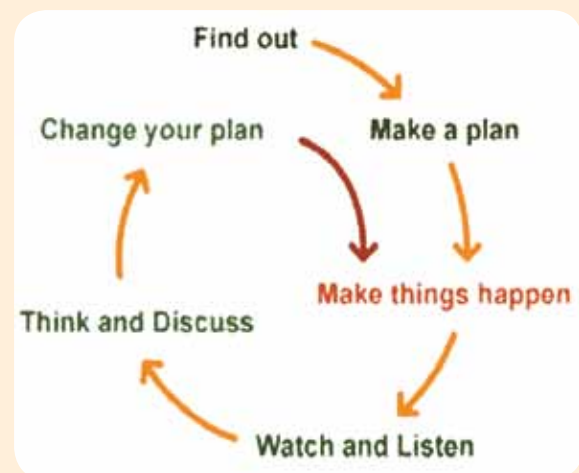 Find out
Make a plan
Make things happen
Watch and Listen
Think and Discuss
Change your plan